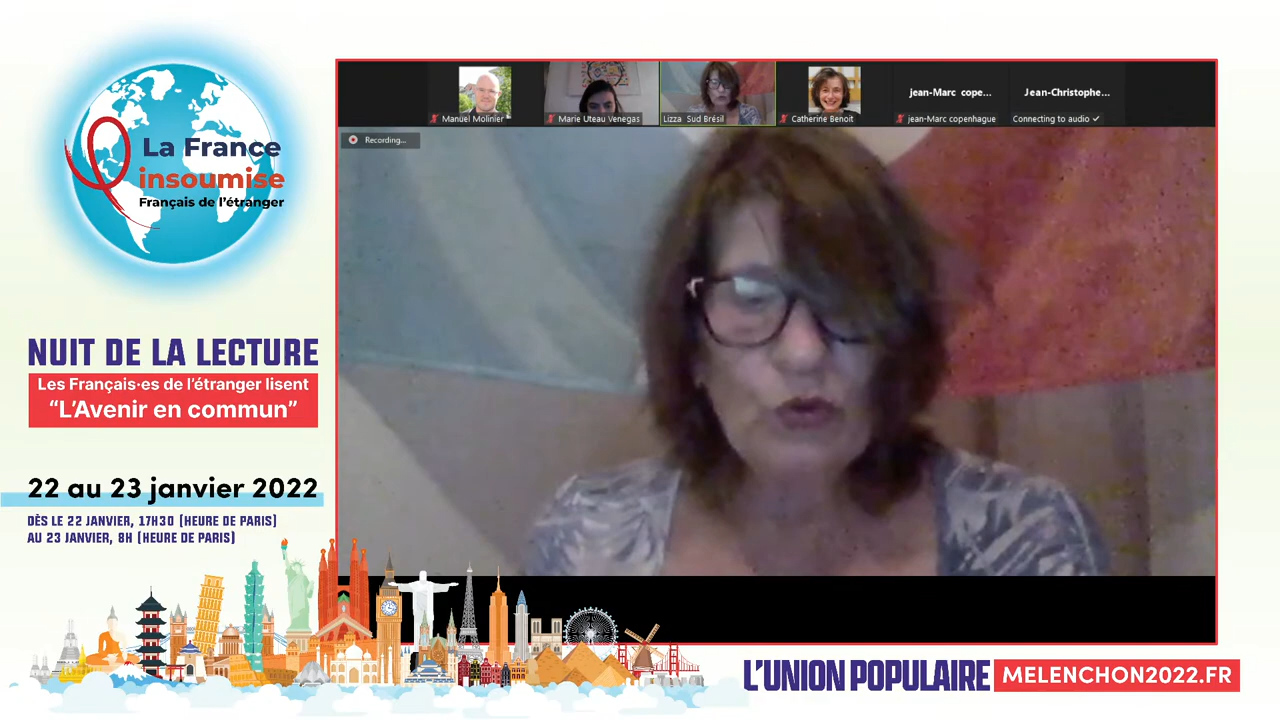 La France
insoumise
Français de l'étranger
NUIT DE LA LECTURE
Les Français·es de l'étranger lisent
"L'Avenir en commun"
22 au 23 janvier 2022
DÈS LE 22 JANVIER, 17H30 (HEURE DE PARIS)
AU 23 JANVIER, 8H (HEURE DE PARIS)
Manuel Molinier
Marie Uteau Venegas
Lizza Sud Brésil
Catherine Benoit
jean-Marc cope...
jean-Marc copenhague
Jean-Christophe...
Connecting to audio
Recording...
L'UNION POPULAIRE
MELENCHON2022.FR